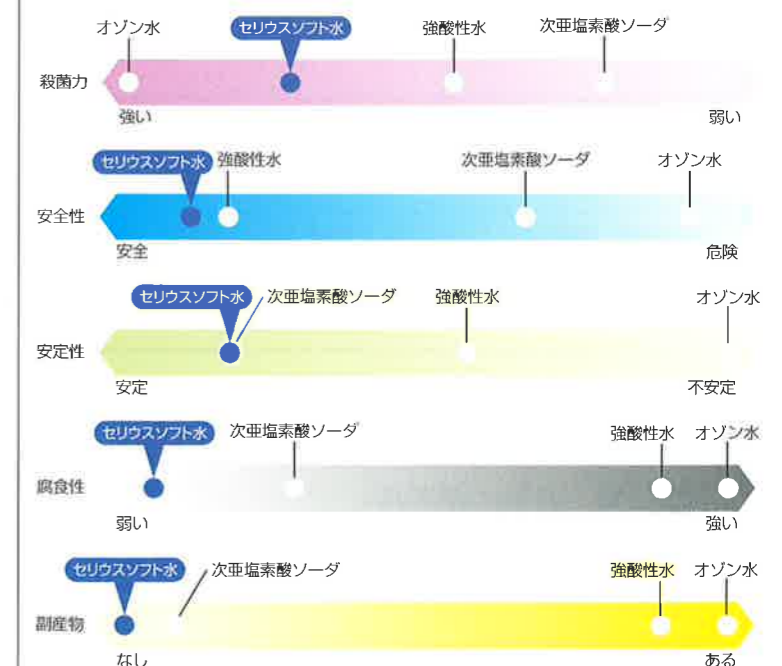 オゾン水 セリウスソフト水 強酸性水 次亜塩素酸ソーダ
殺菌力
強い 弱い
セリウスソフト水 強酸性水 次亜塩素酸ソーダ オゾン水
安全性
安全 危険
セリウスソフト水 次亜塩素酸ソーダ 強酸性水 オゾン水
安定性
安定 不安定
セリウスソフト水 次亜塩素酸ソーダ 強酸性水 オゾン水
腐食性
弱い 強い
セリウスソフト水 次亜塩素酸ソーダ 強酸性水 オゾン水
副産物
なし ある